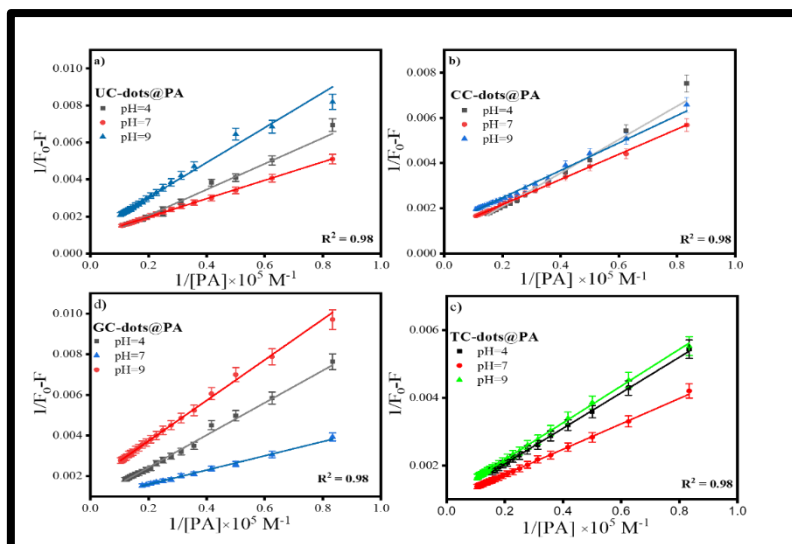 a)
UC-dots@PA
pH=4
pH=7
pH=9
0.010
0.008
0.006
0.004
0.002
0.000
1/F₀-F
R² = 0.98
0.0 0.2 0.4 0.6 0.8 1.0
1/[PA]×10⁵ M⁻¹
b)
CC-dots@PA
pH=4
pH=7
pH=9
0.008
0.006
0.004
0.002
0.000
1/F₀-F
R² = 0.98
0.0 0.2 0.4 0.6 0.8 1.0
1/[PA]×10⁵ M⁻¹
d)
GC-dots@PA
pH=4
pH=7
pH=9
0.010
0.008
0.006
0.004
0.002
1/F₀-F
R² = 0.98
0.0 0.2 0.4 0.6 0.8 1.0
1/[PA]×10⁵ M⁻¹
c)
TC-dots@PA
pH=4
pH=7
pH=9
0.006
0.004
0.002
1/F₀-F
R² = 0.98
0.0 0.2 0.4 0.6 0.8 1.0
1/[PA]×10⁵ M⁻¹